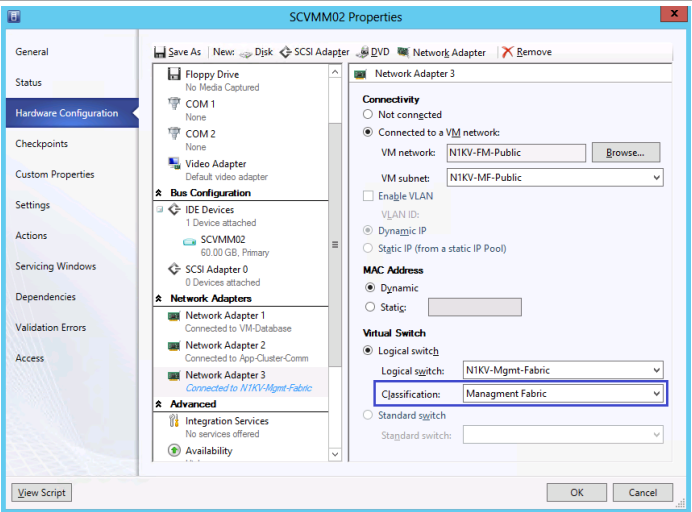 SCVMM02 Properties
x
General
Status
Hardware Configuration
Checkpoints
Custom Properties
Settings
Actions
Servicing Windows
Dependencies
Validation Errors
Access
Save As New: Disk SCSI Adapter DVD Network Adapter Remove
Floppy Drive
No Media Captured
COM 1
None
COM 2
None
Video Adapter
Default video adapter
Bus Configuration
IDE Devices
1 Device attached
SCVMM02
60.00 GB, Primary
SCSI Adapter 0
0 Devices attached
Network Adapters
Network Adapter 1
Connected to VM-Database
Network Adapter 2
Connected to App-Cluster-Comm
Network Adapter 3
Connected to N1KV-Mgmt-Fabric
Advanced
Integration Services
No services offered
Availability
Network Adapter 3
Connectivity
Not connected
Connected to a VM network:
VM network: N1KV-FM-Public Browse...
VM subnet: N1KV-MF-Public
Enable VLAN
VLAN ID:
Dynamic IP
Static IP (from a static IP Pool)
MAC Address
Dynamic
Static:
Virtual Switch
Logical switch
Logical switch: N1KV-Mgmt-Fabric
Classification: Managment Fabric
Standard switch
Standard switch:
View Script
OK
Cancel